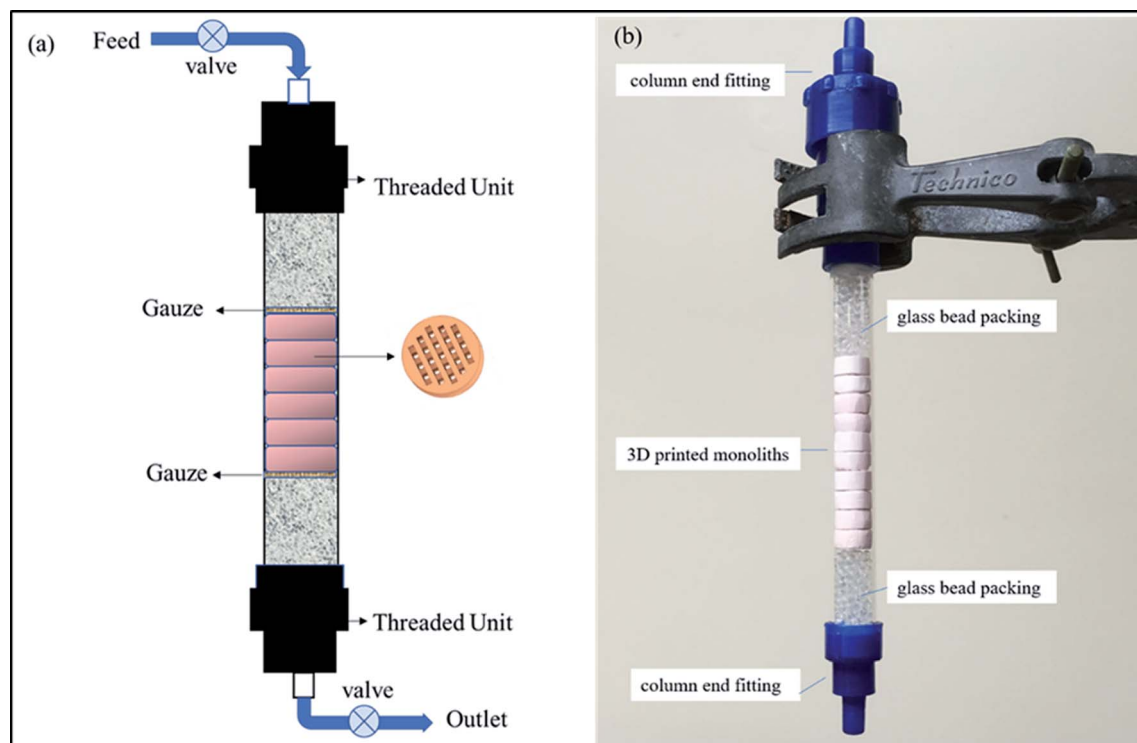 (a)
Feed
valve
Threaded Unit
Gauze
Gauze
Threaded Unit
valve
Outlet
(b)
column end fitting
Technico
glass bead packing
3D printed monoliths
glass bead packing
column end fitting